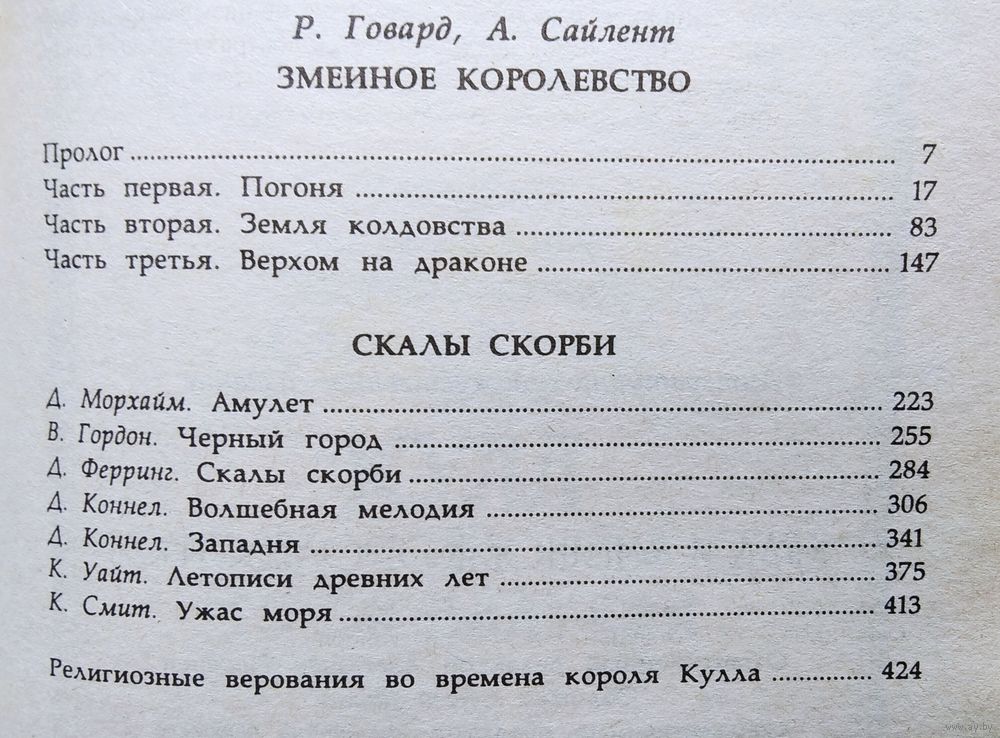 Р. Говард, А. Сайлент
ЗМЕИНОЕ КОРОЛЕВСТВО
Пролог 7
Часть первая. Погоня 17
Часть вторая. Земля колдовства 83
Часть третья. Верхом на драконе 147
СКАЛЫ СКОРБИ
Д. Морхайм. Амулет 223
В. Гордон. Черный город 255
Д. Ферринг. Скалы скорби 284
Д. Коннел. Волшебная мелодия 306
Д. Коннел. Западня 341
К. Уайт. Летописи древних лет 375
К. Смит. Ужас моря 413
Религиозные верования во времена короля Кулла 424
www.ay.by